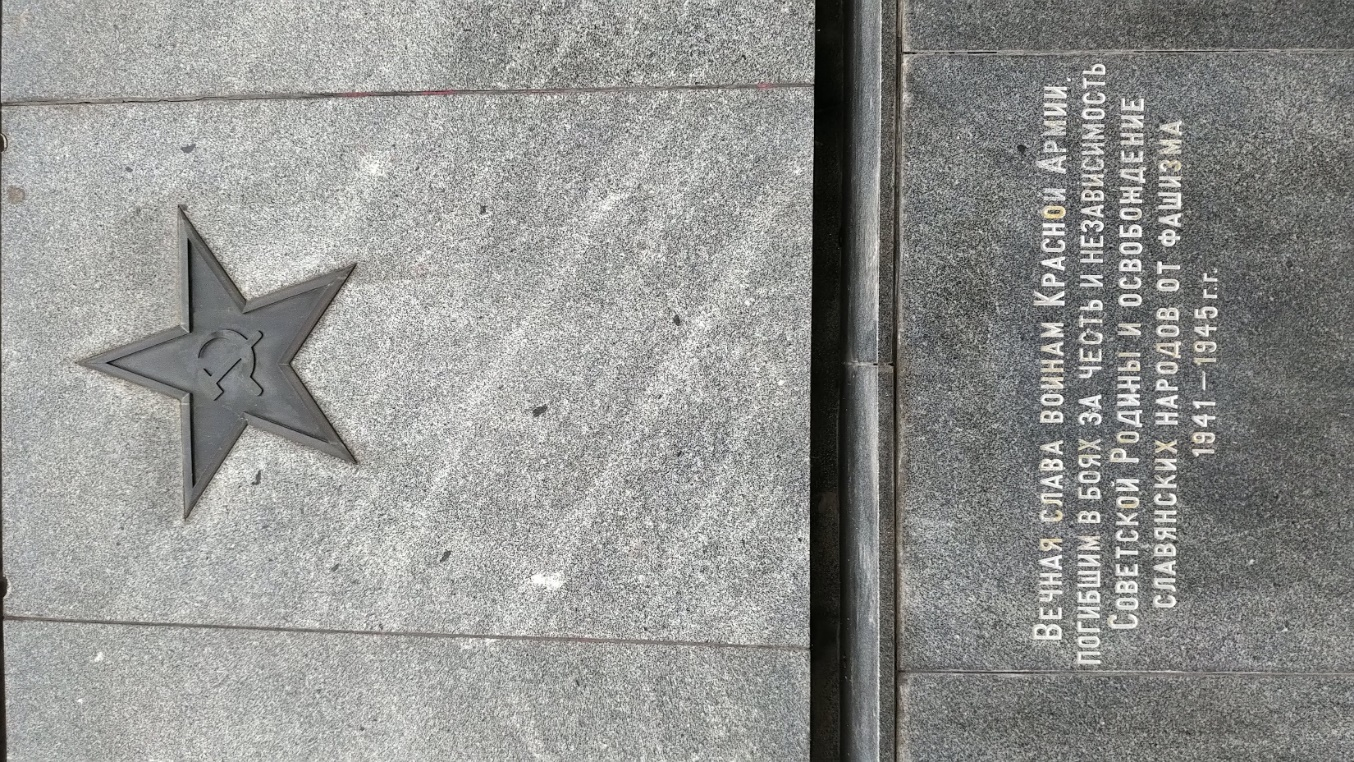 Вечная слава воинам Красной Армии,
погибшим в боях за честь и независимость
Советской Родины и освобождение
славянских народов от фашизма
1941–1945 г.г.